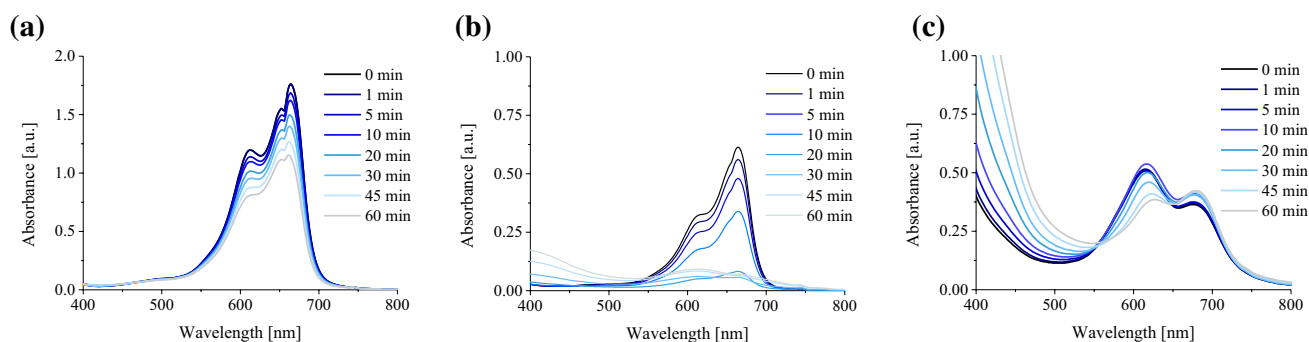 (a)
2.0
1.5
1.0
0.5
0.0
Absorbance [a.u.]
400 500 600 700 800
Wavelength [nm]
0 min
1 min
5 min
10 min
20 min
30 min
45 min
60 min
(b)
1.00
0.75
0.50
0.25
0.00
Absorbance [a.u.]
400 500 600 700 800
Wavelength [nm]
0 min
1 min
5 min
10 min
20 min
30 min
45 min
60 min
(c)
1.00
0.75
0.50
0.25
0.00
Absorbance [a.u.]
400 500 600 700 800
Wavelength [nm]
0 min
1 min
5 min
10 min
20 min
30 min
45 min
60 min